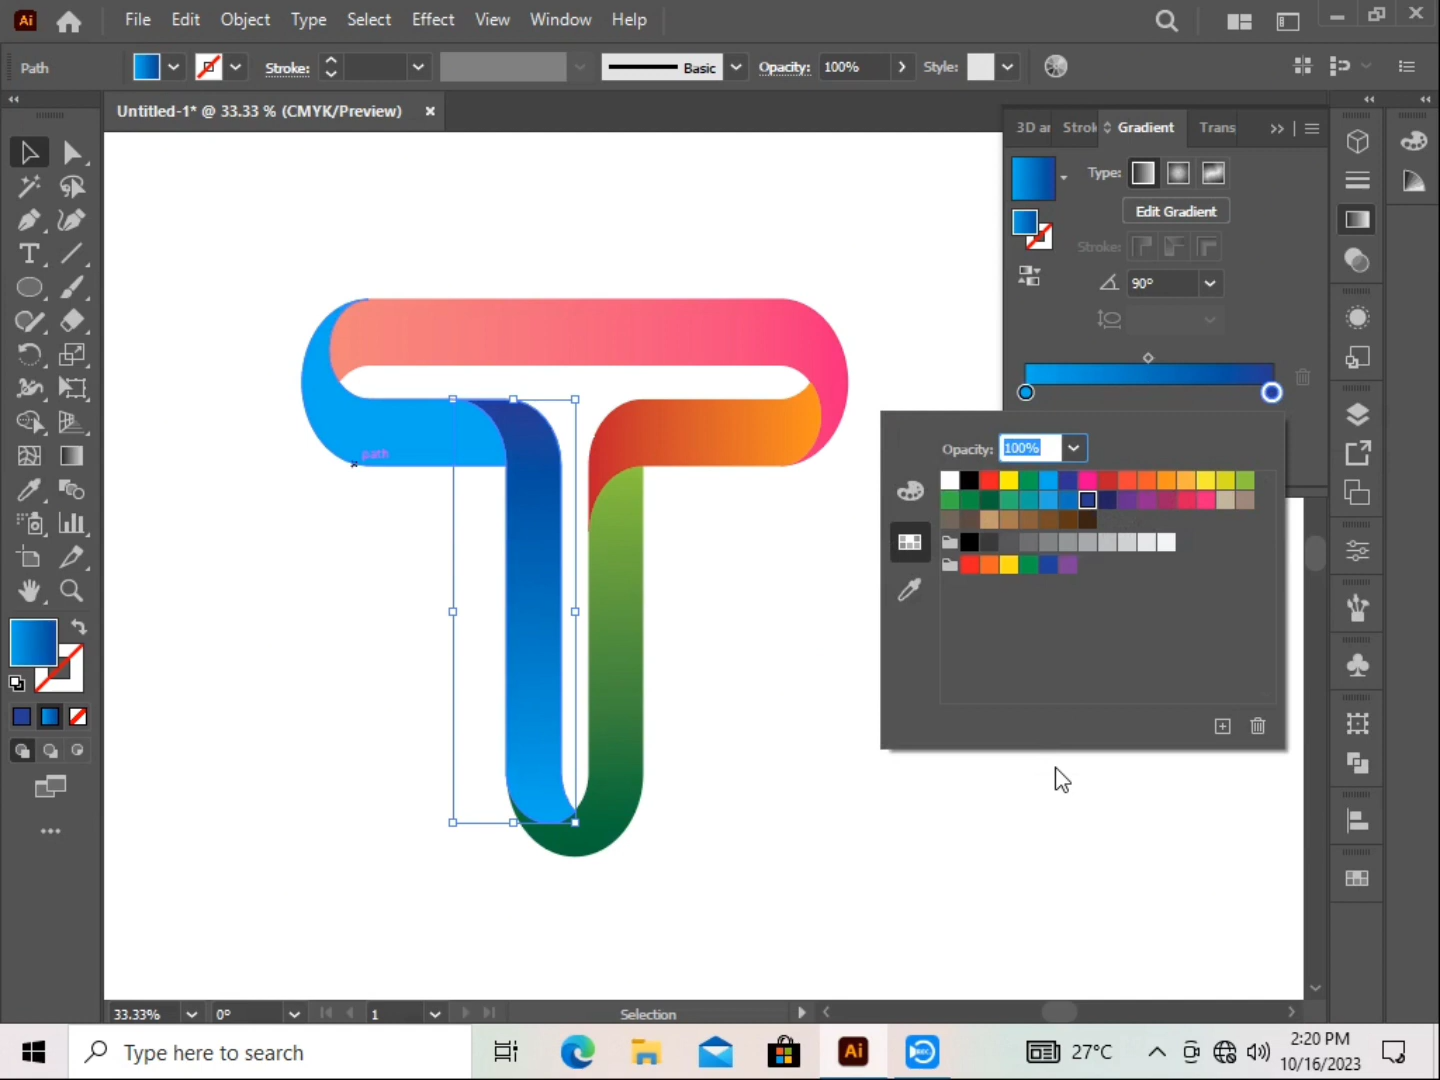 Ai File Edit Object Type Select Effect View Window Help
Path Stroke: Basic Opacity: 100% Style:
Untitled-1* @ 33.33 % (CMYK/Preview)
3D ar Strok Gradient Trans
Type:
Edit Gradient
Stroke:
90°
path
Opacity: 100%
33.33% 0° 1 Selection
Type here to search
Ai
REC
27°C
2:20 PM
10/16/2023